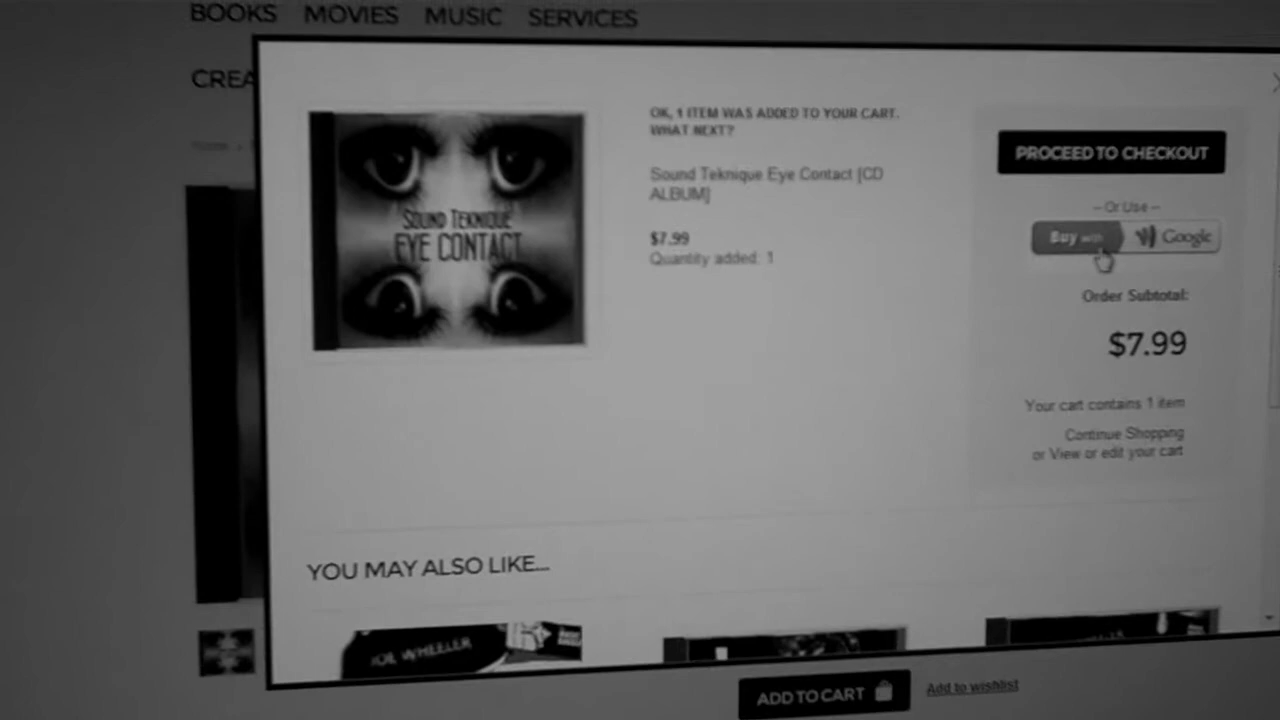 BOOKS MOVIES MUSIC SERVICES
CREA
OK, 1 ITEM WAS ADDED TO YOUR CART.
WHAT NEXT?
Sound Teknique Eye Contact [CD
ALBUM]
$7.99
Quantity added: 1
SOUND TEKNIQUE
EYE CONTACT
PROCEED TO CHECKOUT
-- Or Use --
Buy with Google
Order Subtotal:
$7.99
Your cart contains 1 item
Continue Shopping
or View or edit your cart
YOU MAY ALSO LIKE...
WHEELER
ADD TO CART
Add to wishlist